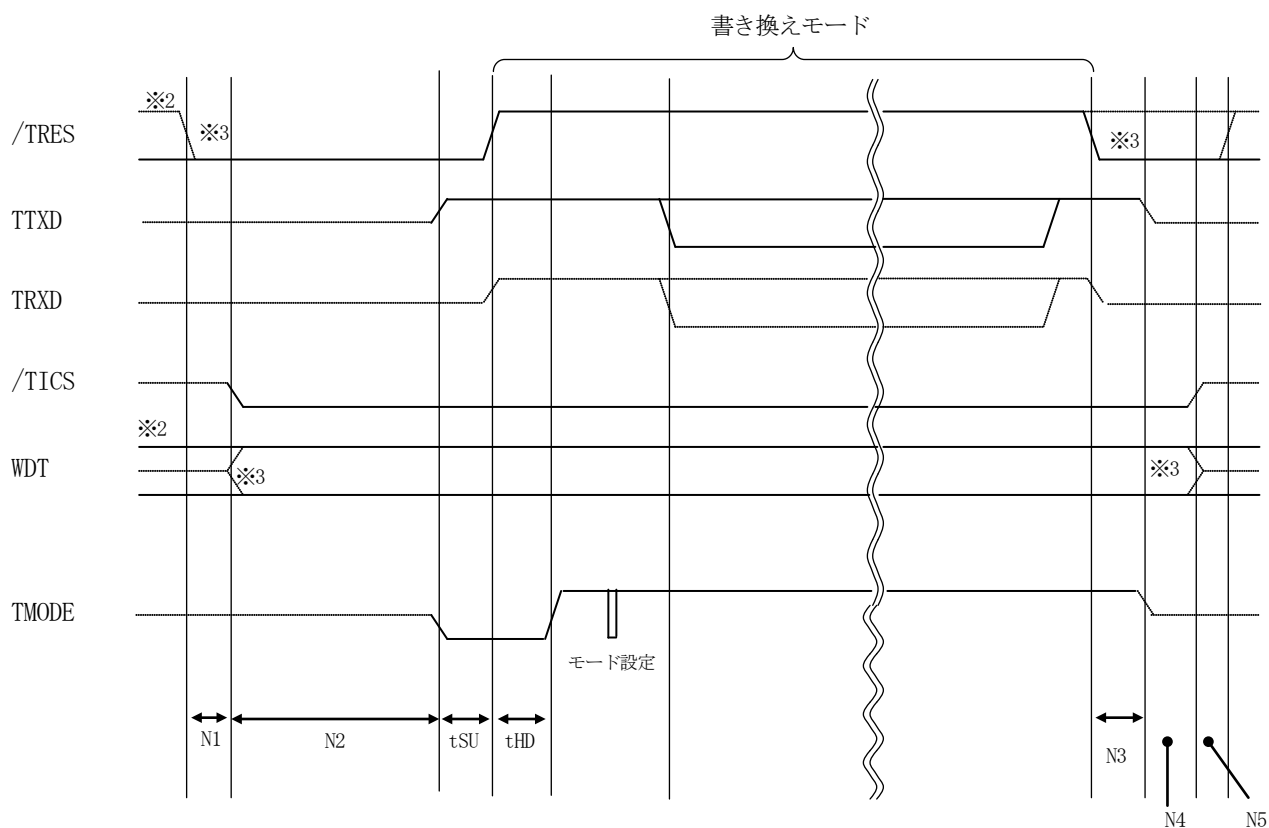 書き換えモード
※2
/TRES
※3
※3
TTXD
TRXD
/TICS
※2
WDT
※3
※3
TMODE
モード設定
N1
N2
tSU
tHD
N3
N4
N5